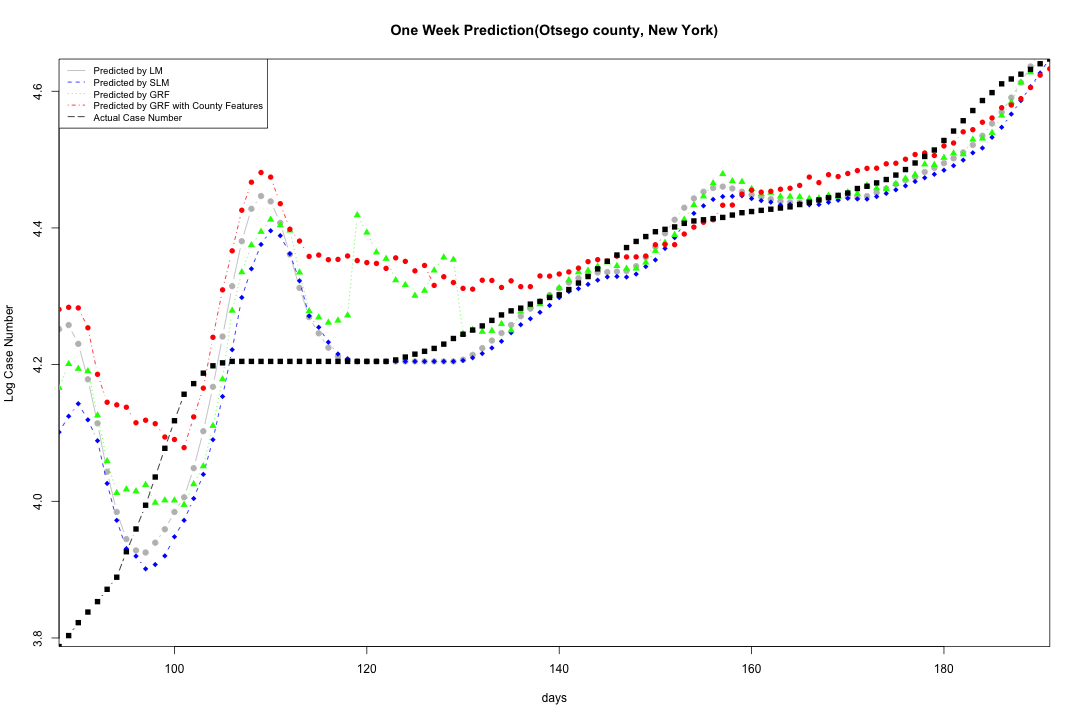 One Week Prediction(Otsego county, New York)
Predicted by LM
Predicted by SLM
Predicted by GRF
Predicted by GRF with County Features
Actual Case Number
4.6
4.4
4.2
4.0
3.8
Log Case Number
100 120 140 160 180
days